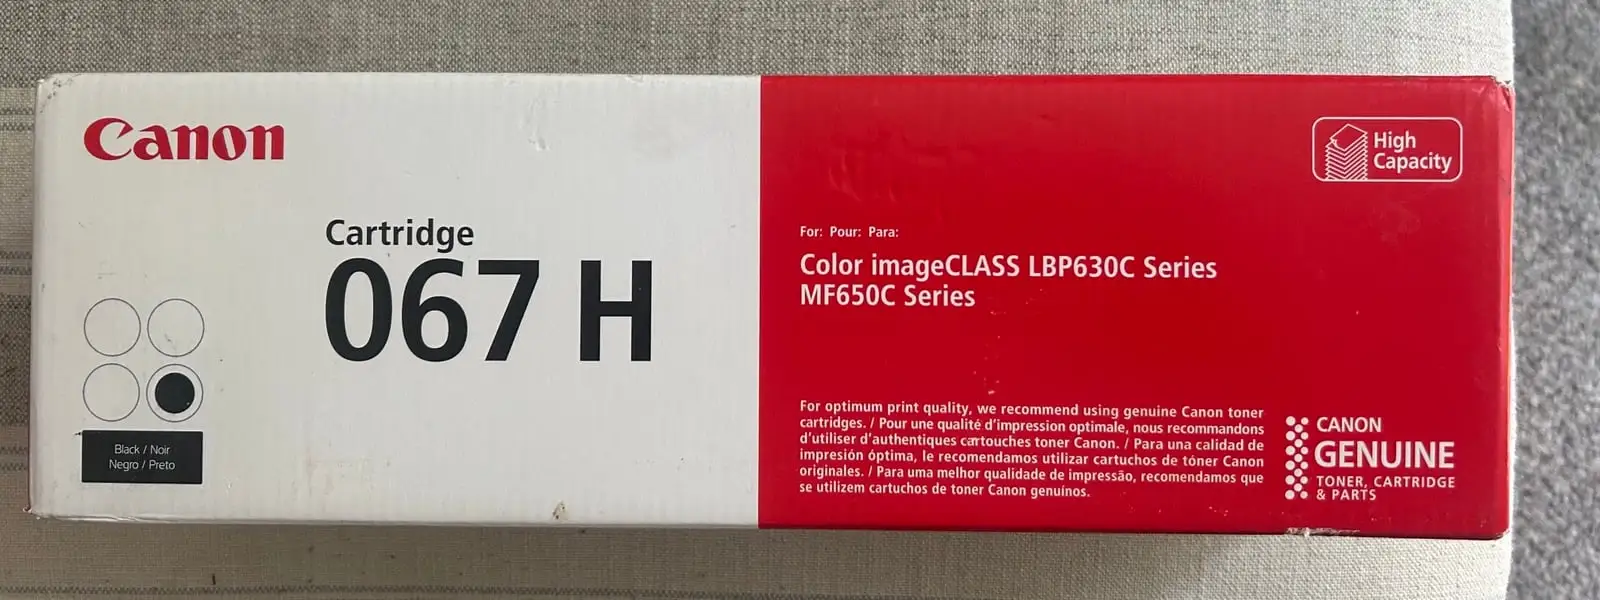 Canon
Cartridge
067 H
Black / Noir
Negro / Preto
High
Capacity
For: Pour: Para:
Color imageCLASS LBP630C Series
MF650C Series
For optimum print quality, we recommend using genuine Canon toner
cartridges. / Pour une qualité d'impression optimale, nous recommandons
d'utiliser d'authentiques cartouches toner Canon. / Para una calidad de
impresión óptima, le recomendamos utilizar cartuchos de tóner Canon
originales. / Para uma melhor qualidade de impressão, recomendamos que
se utilizem cartuchos de toner Canon genuínos.
CANON
GENUINE
TONER, CARTRIDGE
& PARTS